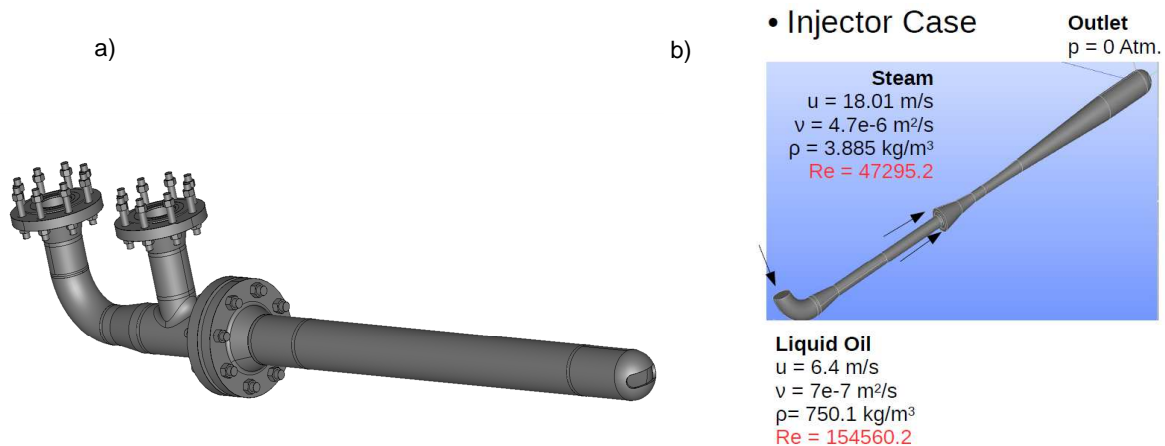 a)
b)
• Injector Case
Outlet
p = 0 Atm.
Steam
u = 18.01 m/s
ν = 4.7e-6 m²/s
ρ = 3.885 kg/m³
Re = 47295.2
Liquid Oil
u = 6.4 m/s
ν = 7e-7 m²/s
ρ= 750.1 kg/m³
Re = 154560.2